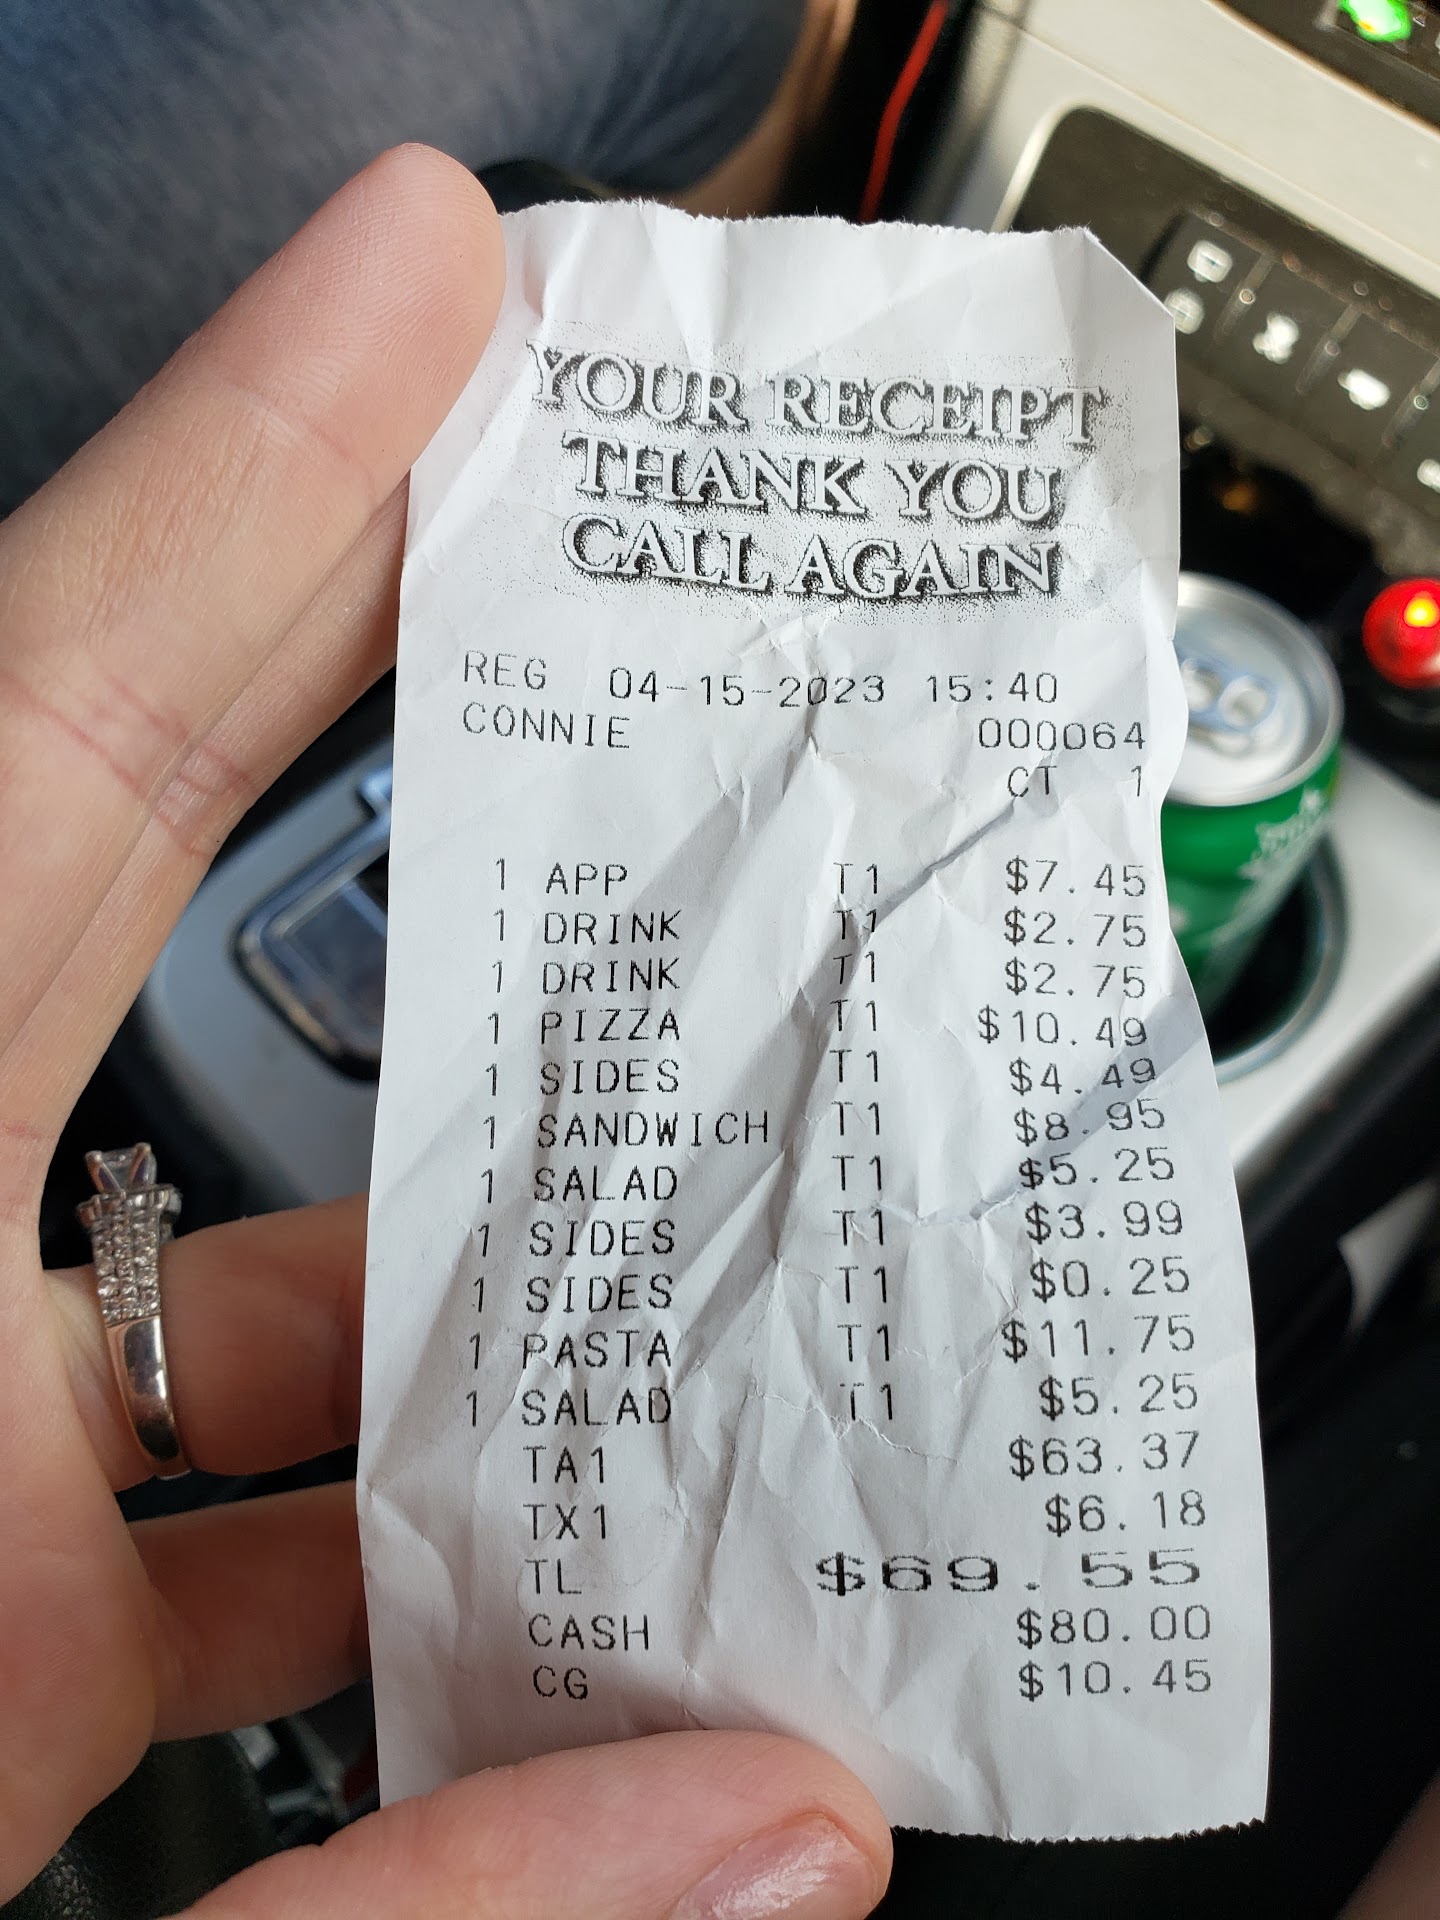 YOUR RECEIPT
THANK YOU
CALL AGAIN
REG 04-15-2023 15:40
CONNIE 000064
CT 1
1 APP T1 $7.45
1 DRINK T1 $2.75
1 DRINK T1 $2.75
1 PIZZA T1 $10.49
1 SIDES T1 $4.49
1 SANDWICH T1 $8.95
1 SALAD T1 $5.25
1 SIDES T1 $3.99
1 SIDES T1 $0.25
1 PASTA T1 $11.75
1 SALAD T1 $5.25
TA1 $63.37
TX1 $6.18
TL $69.55
CASH $80.00
CG $10.45